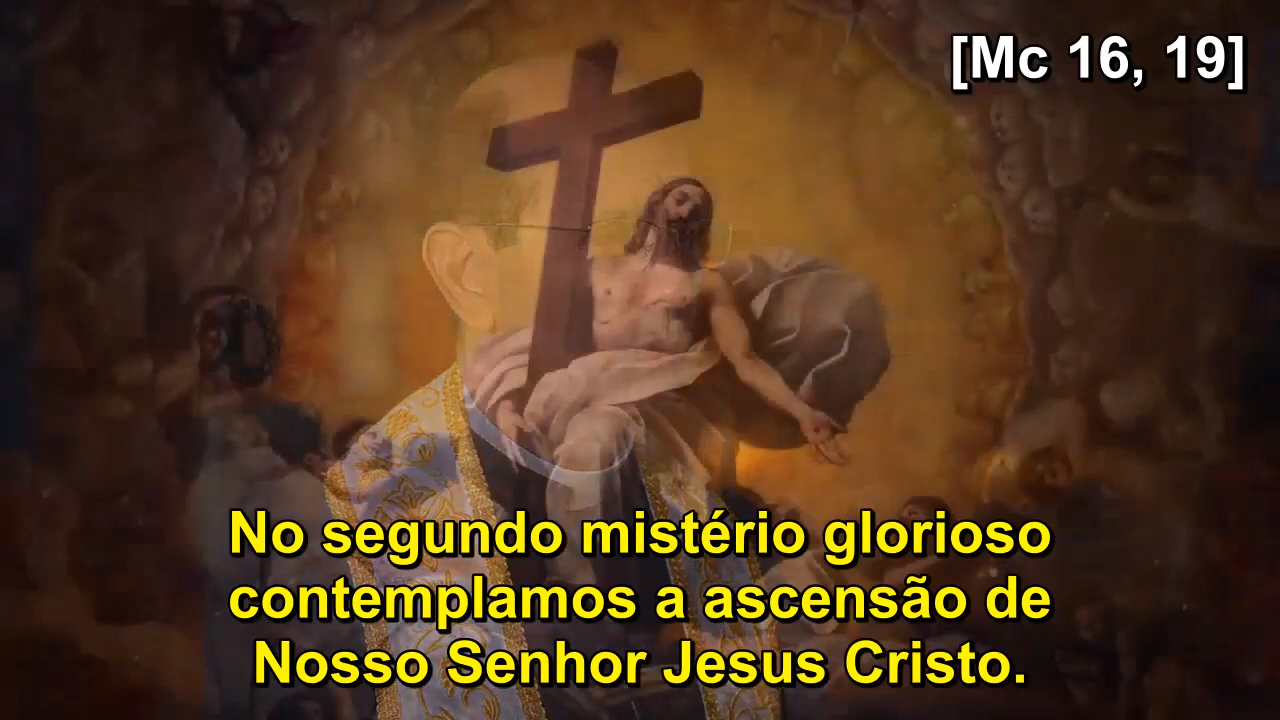 [Mc 16, 19]
No segundo mistério glorioso
contemplamos a ascensão de
Nosso Senhor Jesus Cristo.